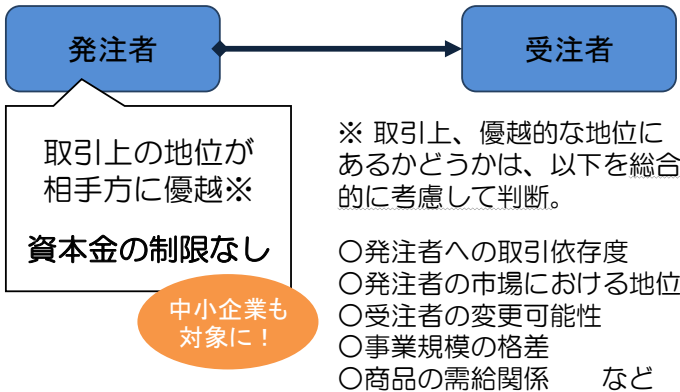 発注者
受注者
取引上の地位が
相手方に優越※
資本金の制限なし
中小企業も
対象に！
※ 取引上、優越的な地位に
あるかどうかは、以下を総合
的に考慮して判断。
〇発注者への取引依存度
〇発注者の市場における地位
〇受注者の変更可能性
〇事業規模の格差
〇商品の需給関係　　など